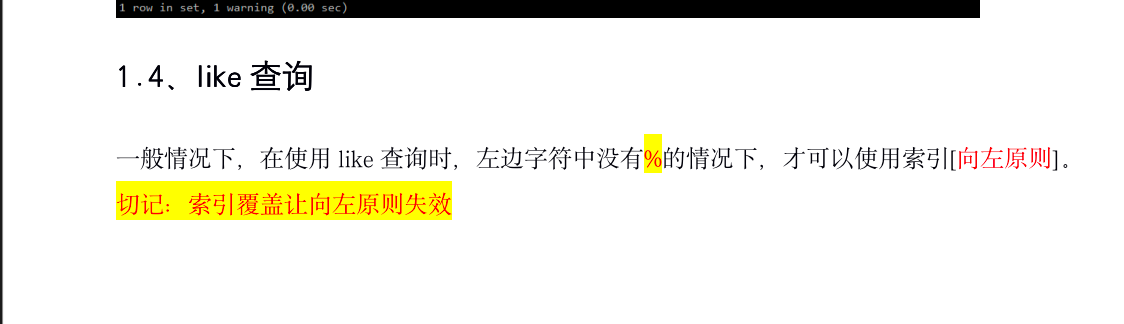 1 row in set, 1 warning (0.00 sec)
1.4、like 查询
一般情况下，在使用 like 查询时，左边字符中没有%的情况下，才可以使用索引[向左原则]。
切记：索引覆盖让向左原则失效